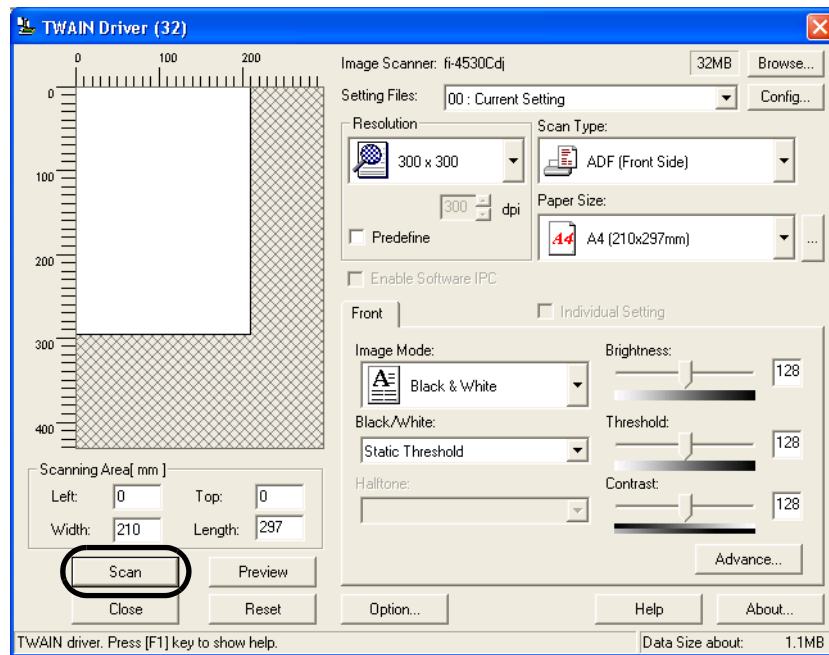 TWAIN Driver (32)
0 100 200
0
100
200
300
400
Image Scanner: fi-4530Cdj 32MB Browse...
Setting Files: 00 : Current Setting Config...
Resolution
300 x 300
300 dpi
Predefine
Scan Type:
ADF (Front Side)
Paper Size:
A4 A4 (210x297mm) ...
Enable Software IPC
Front Individual Setting
Image Mode:
A Black & White
Black/White:
Static Threshold
Halftone:
Brightness:
128
Threshold:
128
Contrast:
128
Advance...
Scanning Area[ mm ]
Left: 0 Top: 0
Width: 210 Length: 297
Scan Preview
Close Reset Option... Help About...
TWAIN driver. Press [F1] key to show help. Data Size about: 1.1MB